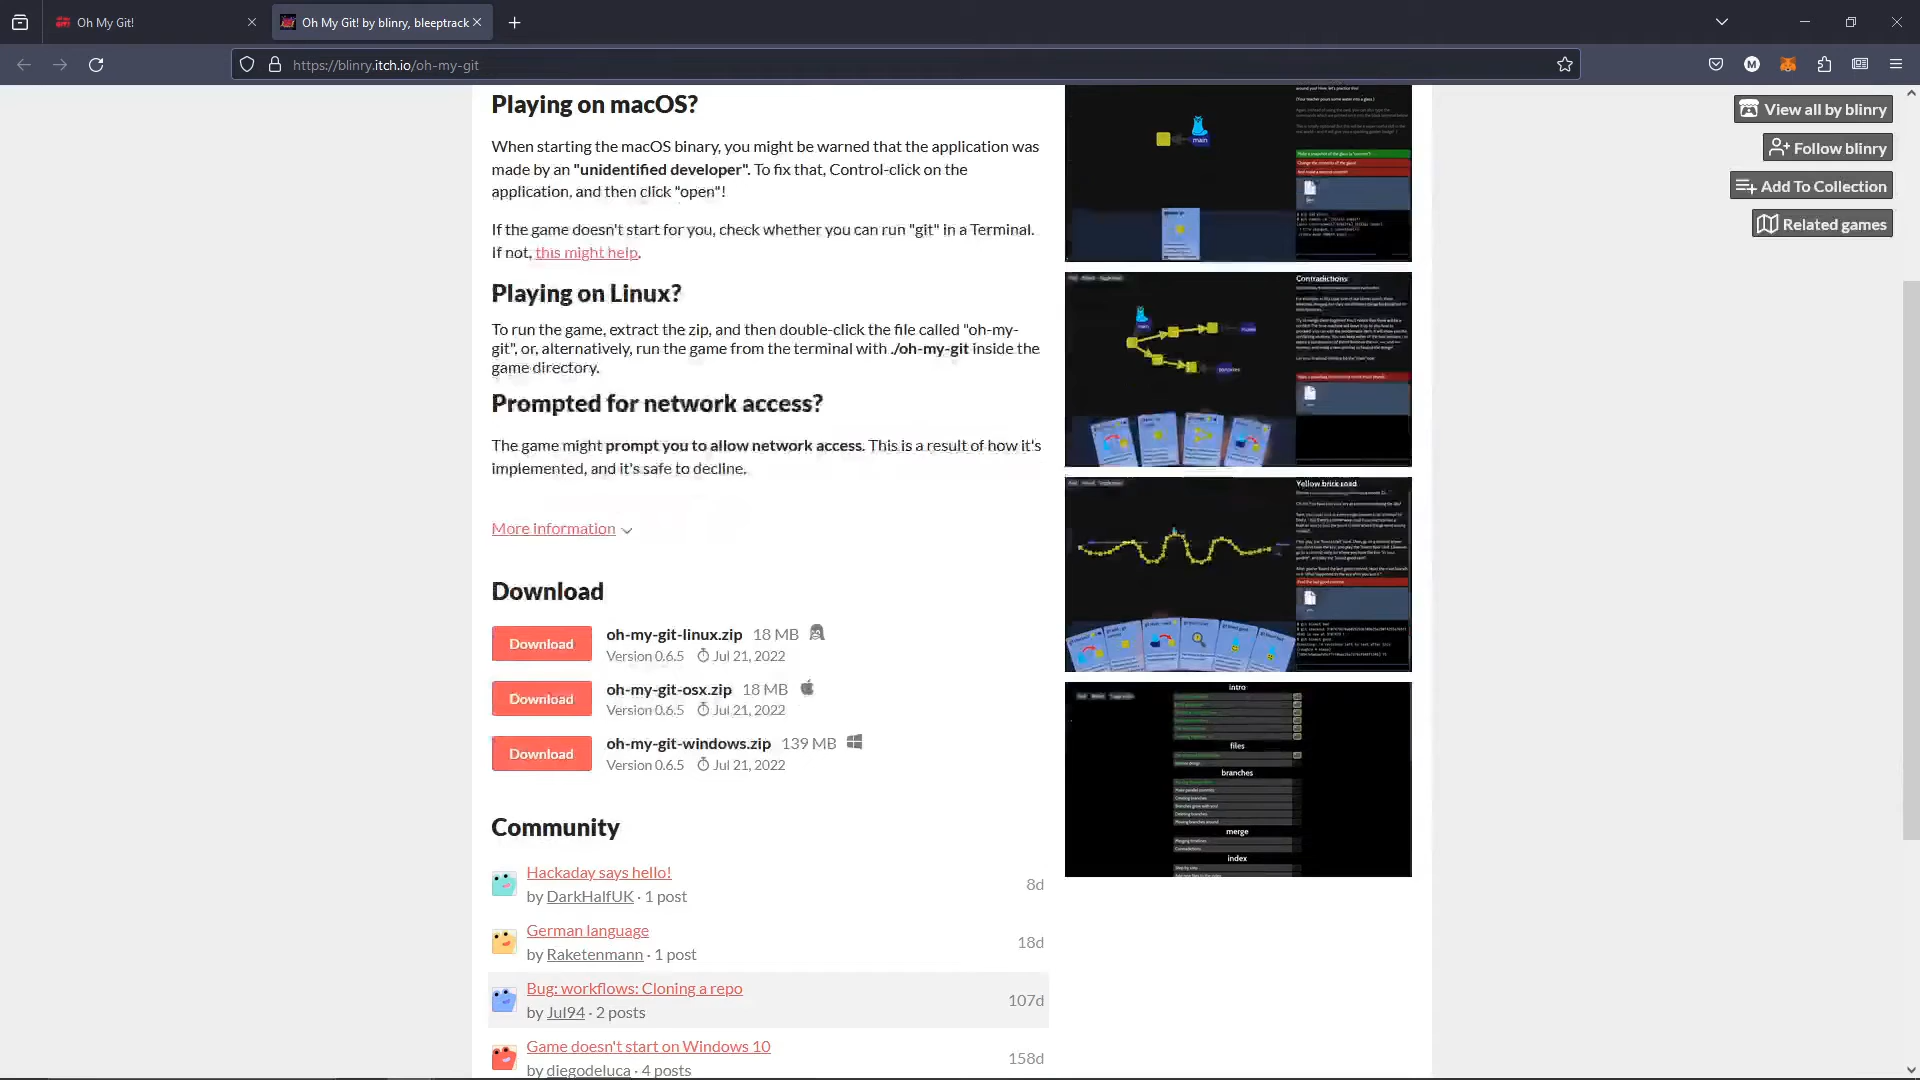 Oh My Git!
Oh My Git! by blinry, bleeptrack
https://blinry.itch.io/oh-my-git
View all by blinry
Follow blinry
Add To Collection
Related games
Playing on macOS?
When starting the macOS binary, you might be warned that the application was
made by an "unidentified developer". To fix that, Control-click on the
application, and then click "open"!
If the game doesn't start for you, check whether you can run "git" in a Terminal.
If not, this might help.
Playing on Linux?
To run the game, extract the zip, and then double-click the file called "oh-my-
git", or, alternatively, run the game from the terminal with ./oh-my-git inside the
game directory.
Prompted for network access?
The game might prompt you to allow network access. This is a result of how it's
implemented, and it's safe to decline.
More information
Download
Download oh-my-git-linux.zip 18 MB
Version 0.6.5 Jul 21, 2022
Download oh-my-git-osx.zip 18 MB
Version 0.6.5 Jul 21, 2022
Download oh-my-git-windows.zip 139 MB
Version 0.6.5 Jul 21, 2022
Community
Hackaday says hello!
by DarkHalfUK · 1 post 8d
German language
by Raketenmann · 1 post 18d
Bug: workflows: Cloning a repo
by Jul94 · 2 posts 107d
Game doesn't start on Windows 10
by diegodeluca · 4 posts 158d
main
Contradictions
main
Yellow brick road
intro
files
branches
merge
index